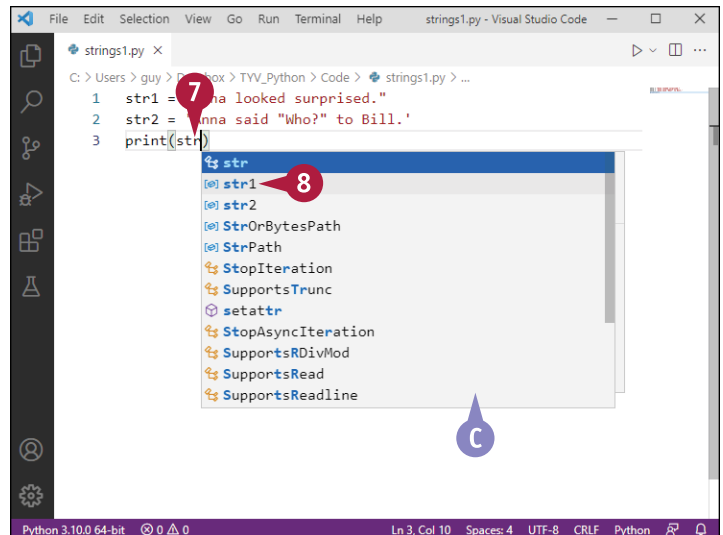 File Edit Selection View Go Run Terminal Help strings1.py - Visual Studio Code
strings1.py
C: > Users > guy > box > TYV_Python > Code > strings1.py > ...
7
1 str1 = na looked surprised."
2 str2 = "Anna said "Who?" to Bill.'
3 print(str)
str
str1 8
str2
StrOrBytesPath
StrPath
StopIteration
SupportsTrunc
setattr
StopAsyncIteration
SupportsRDivMod
SupportsRead
SupportsReadline
C
Python 3.10.0 64-bit 0 0 Ln 3, Col 10 Spaces: 4 UTF-8 CRLF Python